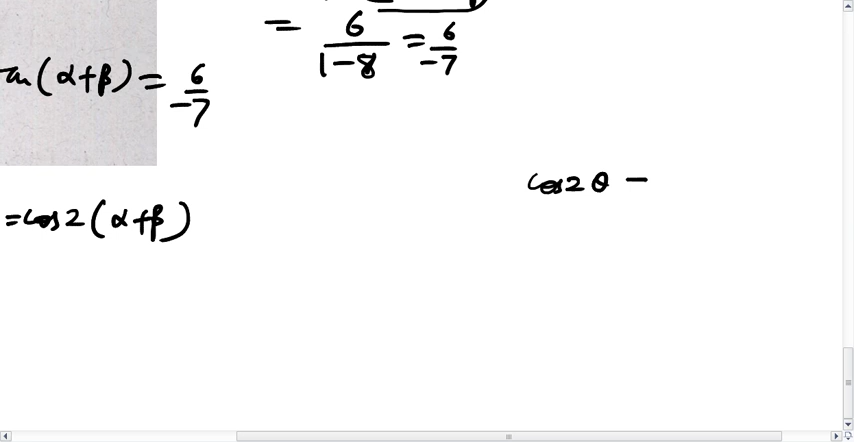 = 6/(1-8) = 6/-7
tan(α+β) = 6/-7
cos2θ =
=cos2(α+β)